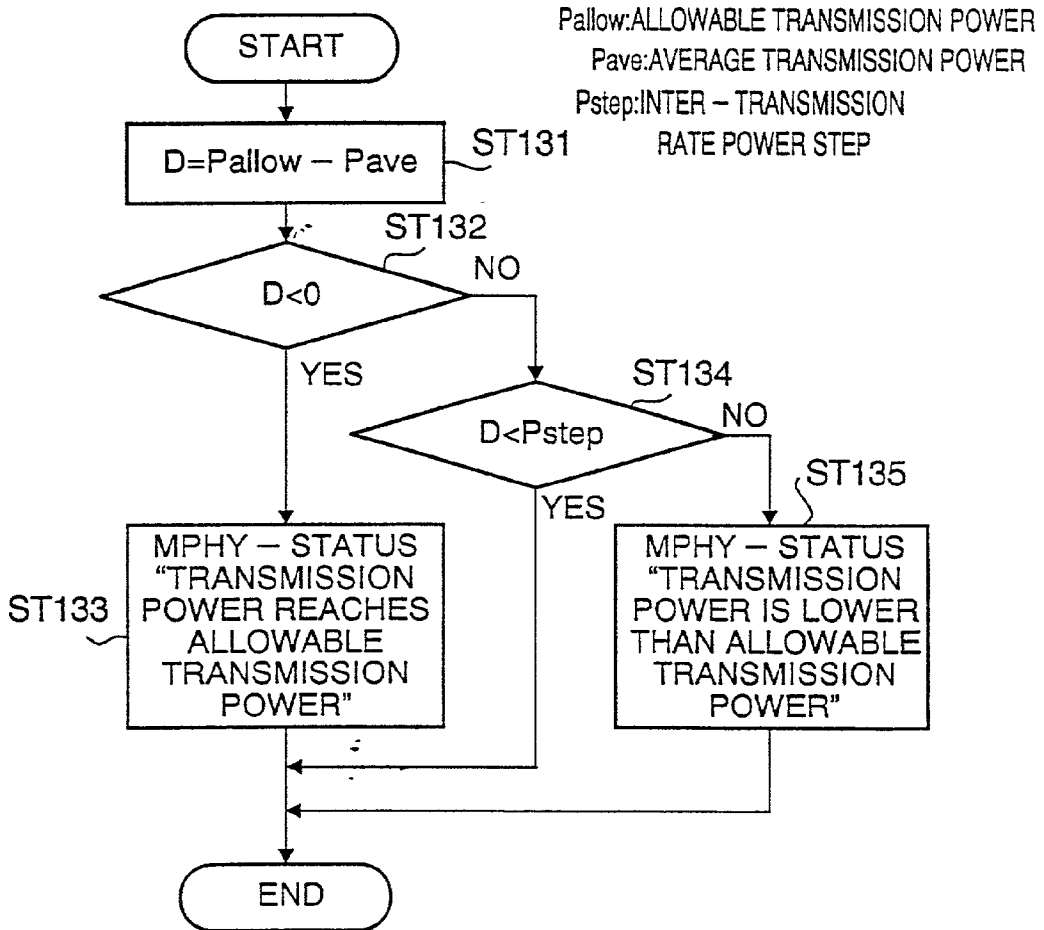 Pallow:ALLOWABLE TRANSMISSION POWER
Pave:AVERAGE TRANSMISSION POWER
Pstep:INTER – TRANSMISSION
RATE POWER STEP
START
D=Pallow – Pave
ST131
ST132
D<0
NO
YES
ST134
D<Pstep
NO
YES
ST135
ST133
MPHY – STATUS
“TRANSMISSION
POWER REACHES
ALLOWABLE
TRANSMISSION
POWER”
MPHY – STATUS
“TRANSMISSION
POWER IS LOWER
THAN ALLOWABLE
TRANSMISSION
POWER”
END